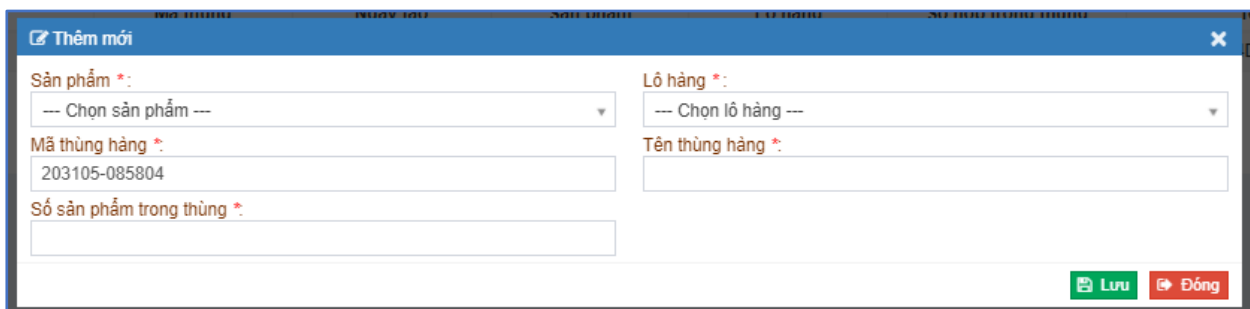 Thêm mới
Sản phẩm *:
Lô hàng *:
--- Chọn sản phẩm ---
--- Chọn lô hàng ---
Mã thùng hàng *:
Tên thùng hàng *:
203105-085804
Số sản phẩm trong thùng *:
Lưu
Đóng